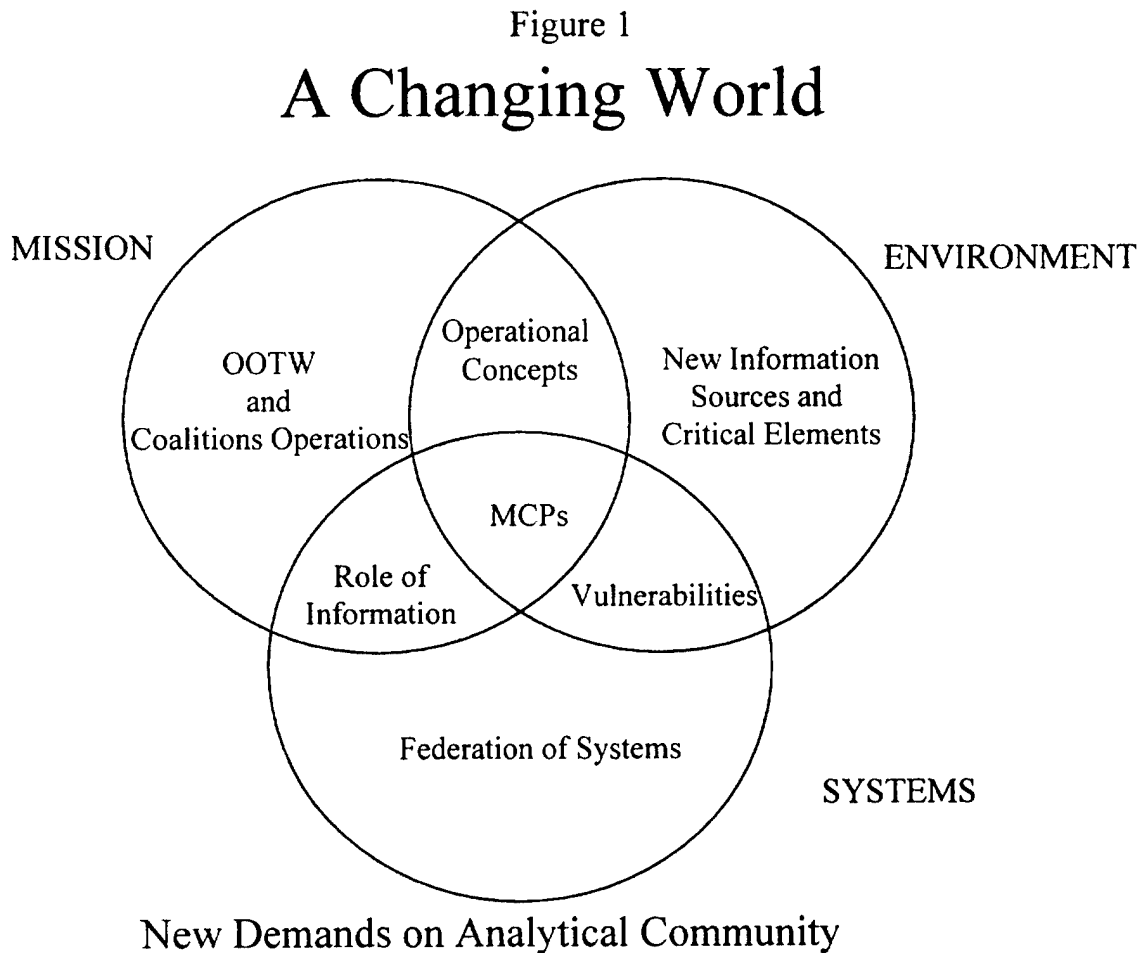 Figure 1
A Changing World
MISSION
ENVIRONMENT
OOTW
and
Coalitions Operations
Operational
Concepts
New Information
Sources and
Critical Elements
MCPs
Role of
Information
Vulnerabilities
Federation of Systems
SYSTEMS
New Demands on Analytical Community